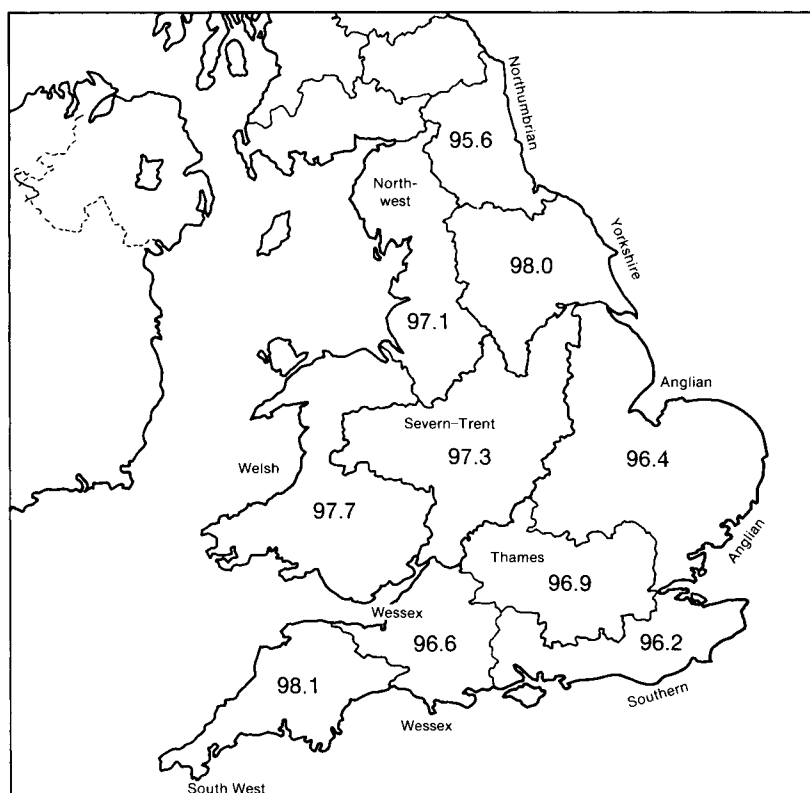 Northumbrian
95.6
North-
west
Yorkshire
98.0
97.1
Anglian
Severn–Trent
97.3
96.4
Welsh
97.7
Anglian
Thames
96.9
Wessex
96.6
96.2
98.1
Southern
Wessex
South West